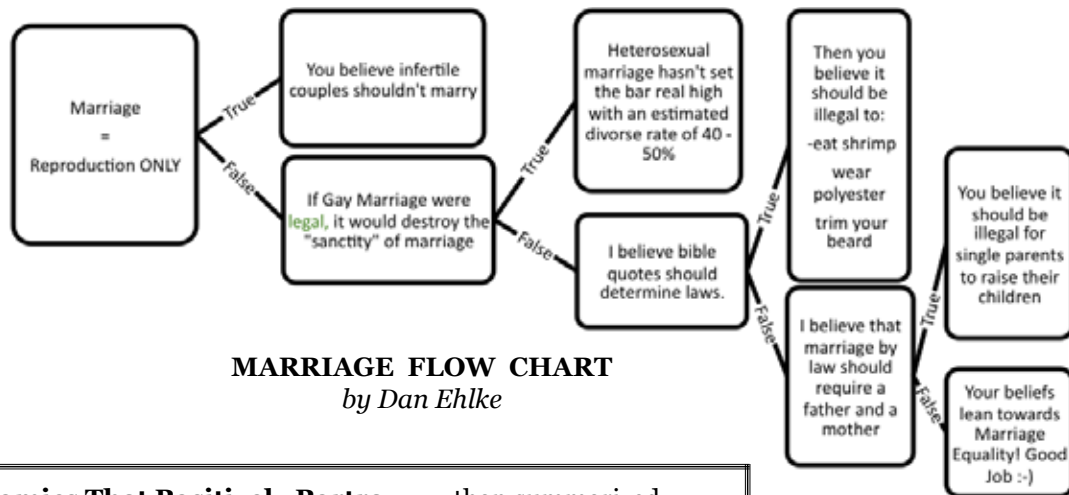 Marriage
=
Reproduction ONLY
True
False
You believe infertile
couples shouldn't marry
If Gay Marriage were
legal, it would destroy the
"sanctity" of marriage
True
False
Heterosexual
marriage hasn't set
the bar real high
with an estimated
divorse rate of 40 -
50%
I believe bible
quotes should
determine laws.
True
False
Then you
believe it
should be
illegal to:
-eat shrimp
wear
polyester
trim your
beard
I believe that
marriage by
law should
require a
father and a
mother
True
False
You believe it
should be
illegal for
single parents
to raise their
children
Your beliefs
lean towards
Marriage
Equality! Good
Job :-)
MARRIAGE FLOW CHART
by Dan Ehlke